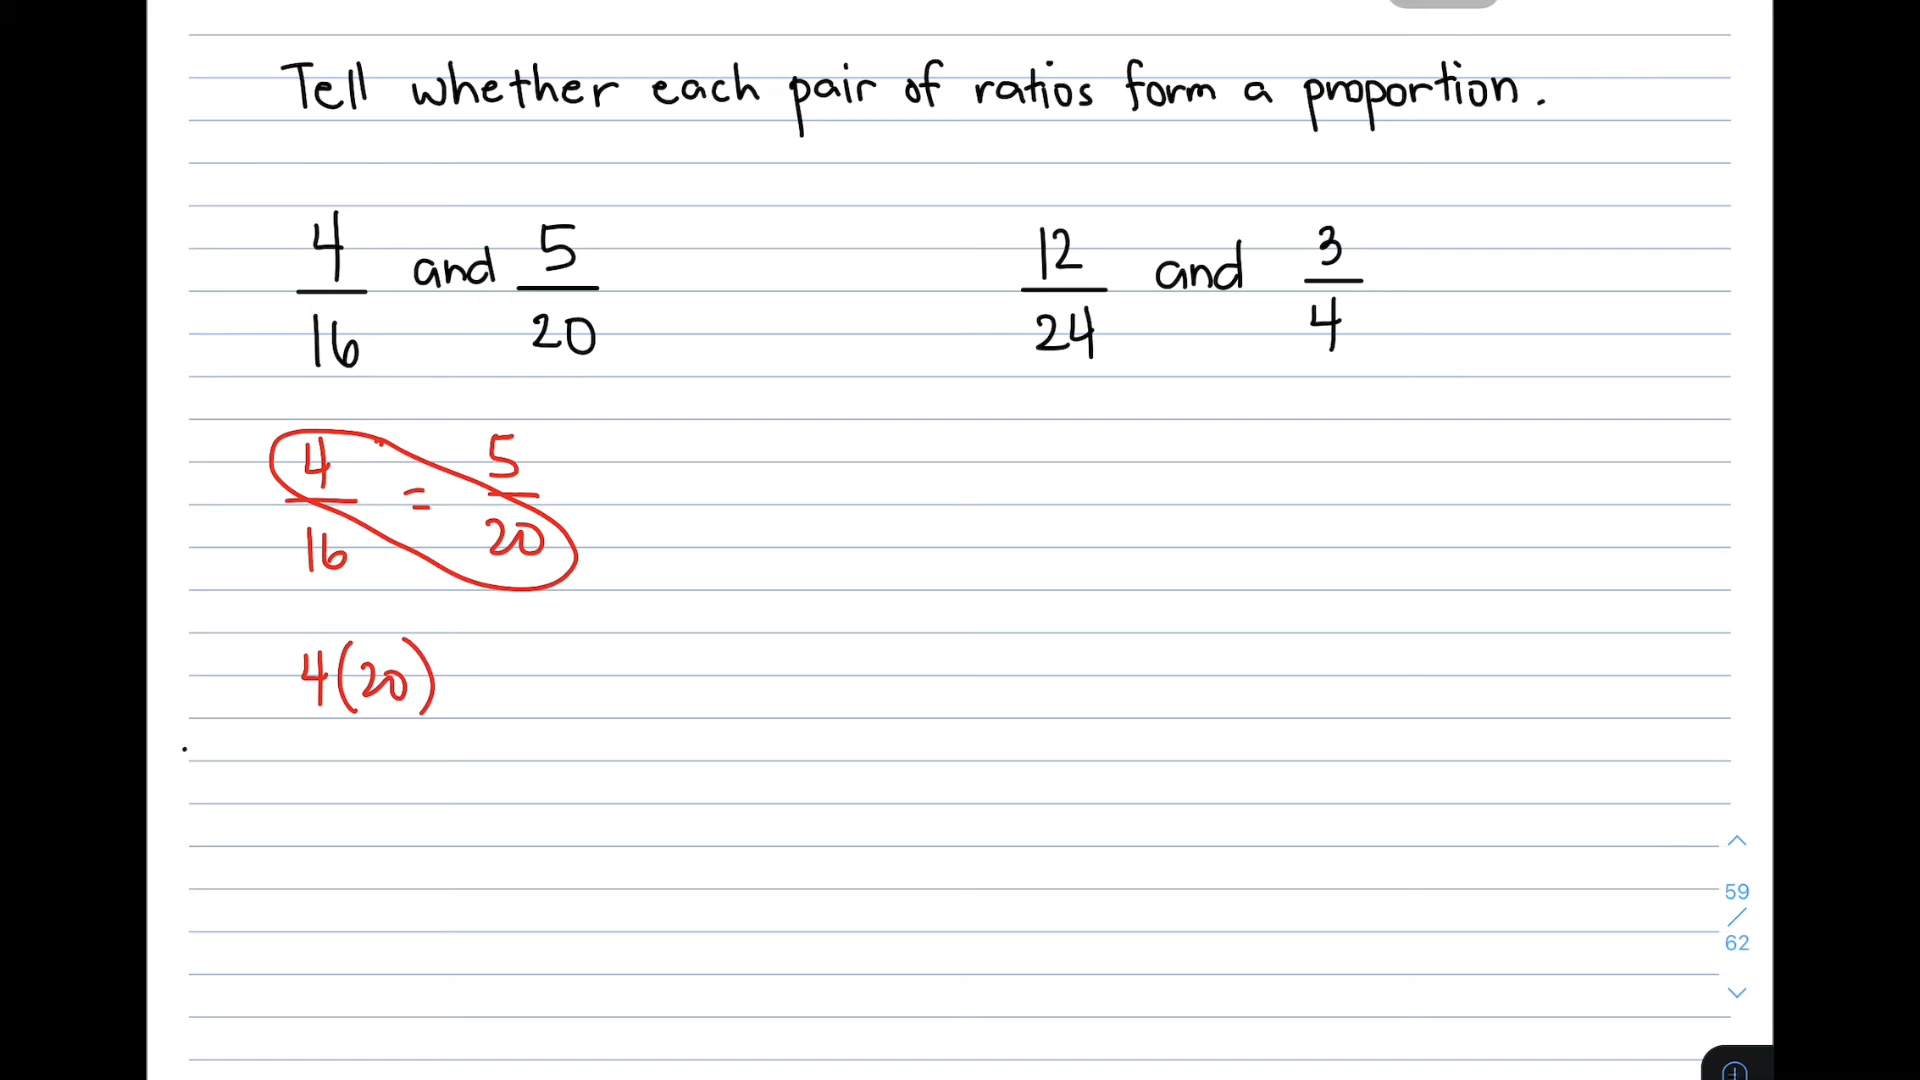 Tell whether each pair of ratios form a proportion.
4/16 and 5/20
12/24 and 3/4
4/16 = 5/20
4(20)
59
/
62